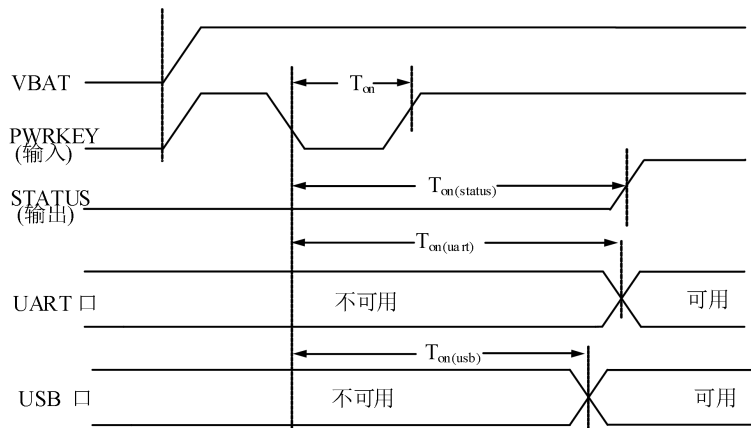 VBAT
Ton
PWRKEY
(输入)
STATUS
(输出)
Ton(status)
Ton(uart)
UART 口
不可用
可用
Ton(usb)
USB 口
不可用
可用